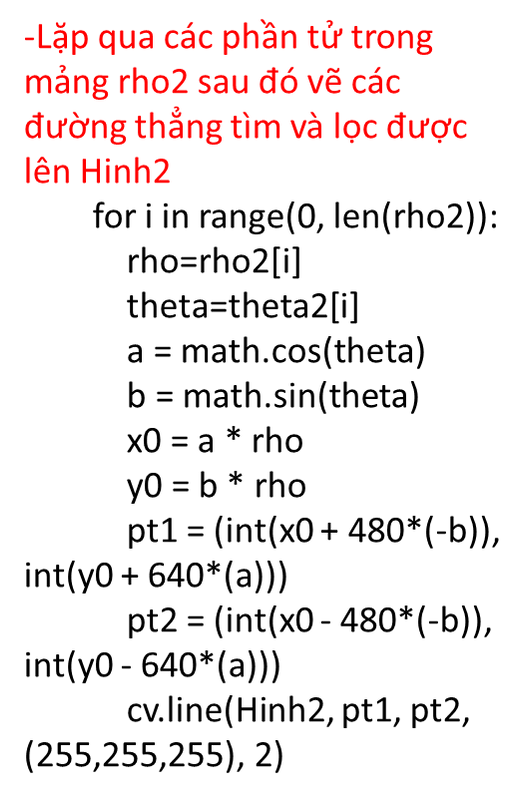 -Lặp qua các phần tử trong
mảng rho2 sau đó vẽ các
đường thẳng tìm và lọc được
lên Hinh2
for i in range(0, len(rho2)):
rho=rho2[i]
theta=theta2[i]
a = math.cos(theta)
b = math.sin(theta)
x0 = a * rho
y0 = b * rho
pt1 = (int(x0 + 480*(-b)),
int(y0 + 640*(a)))
pt2 = (int(x0 - 480*(-b)),
int(y0 - 640*(a)))
cv.line(Hinh2, pt1, pt2,
(255,255,255), 2)